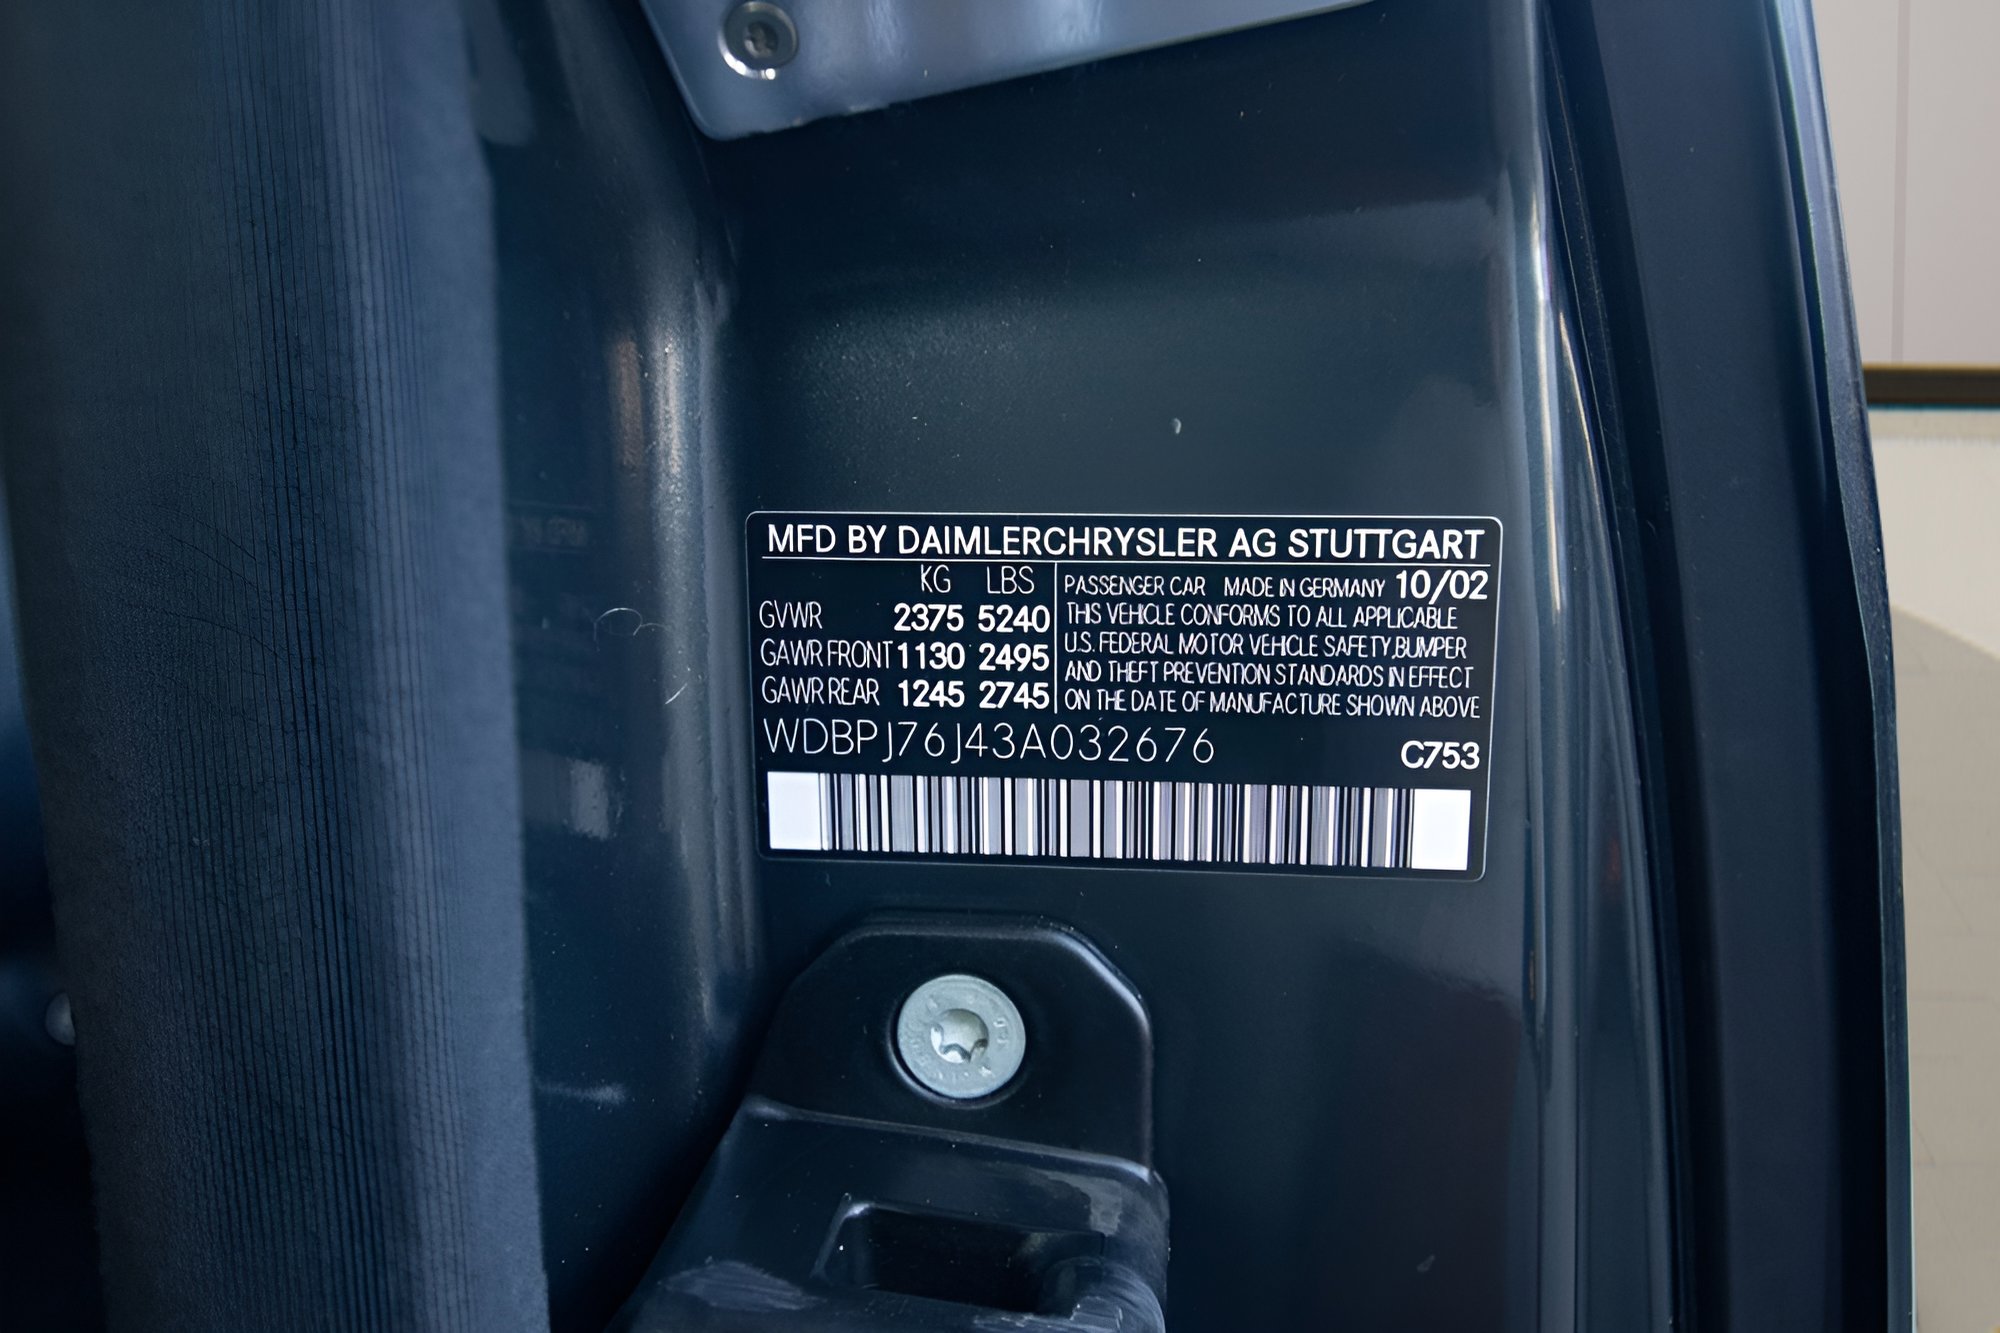 MFD BY DAIMLERCHRYSLER AG STUTTGART
KG LBS
GVWR 2375 5240
GAWR FRONT 1130 2495
GAWR REAR 1245 2745
PASSENGER CAR MADE IN GERMANY 10/02
THIS VEHICLE CONFORMS TO ALL APPLICABLE
U.S. FEDERAL MOTOR VEHICLE SAFETY,BUMPER
AND THEFT PREVENTION STANDARDS IN EFFECT
ON THE DATE OF MANUFACTURE SHOWN ABOVE
WDBPJ76J43A032676
C753